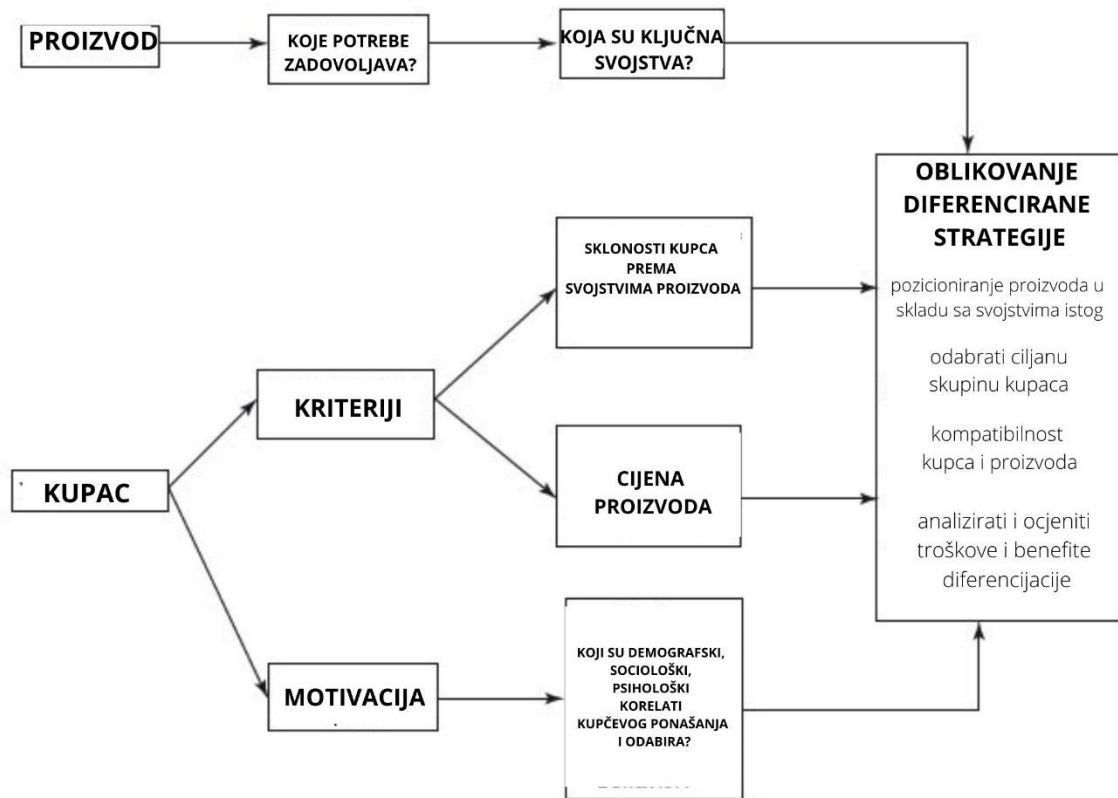 PROIZVOD
KOJE POTREBE
ZADOVOLJAVA?
KOJA SU KLJUČNA
SVOJSTVA?
OBLIKOVANJE
DIFERENCIRANE
STRATEGIJE
pozicioniranje proizvoda u
skladu sa svojstvima istog
odabrati ciljanu
skupinu kupaca
kompatibilnost
kupca i proizvoda
analizirati i ocjeniti
troškove i benefite
diferencijacije
SKLONOSTI KUPCA
PREMA
SVOJSTVIMA PROIZVODA
KRITERIJI
CIJENA
PROIZVODA
KUPAC
MOTIVACIJA
KOJI SU DEMOGRAFSKI,
SOCIOLOŠKI,
PSIHOLOŠKI
KORELATI
KUPČEVOG PONAŠANJA
I ODABIRA?